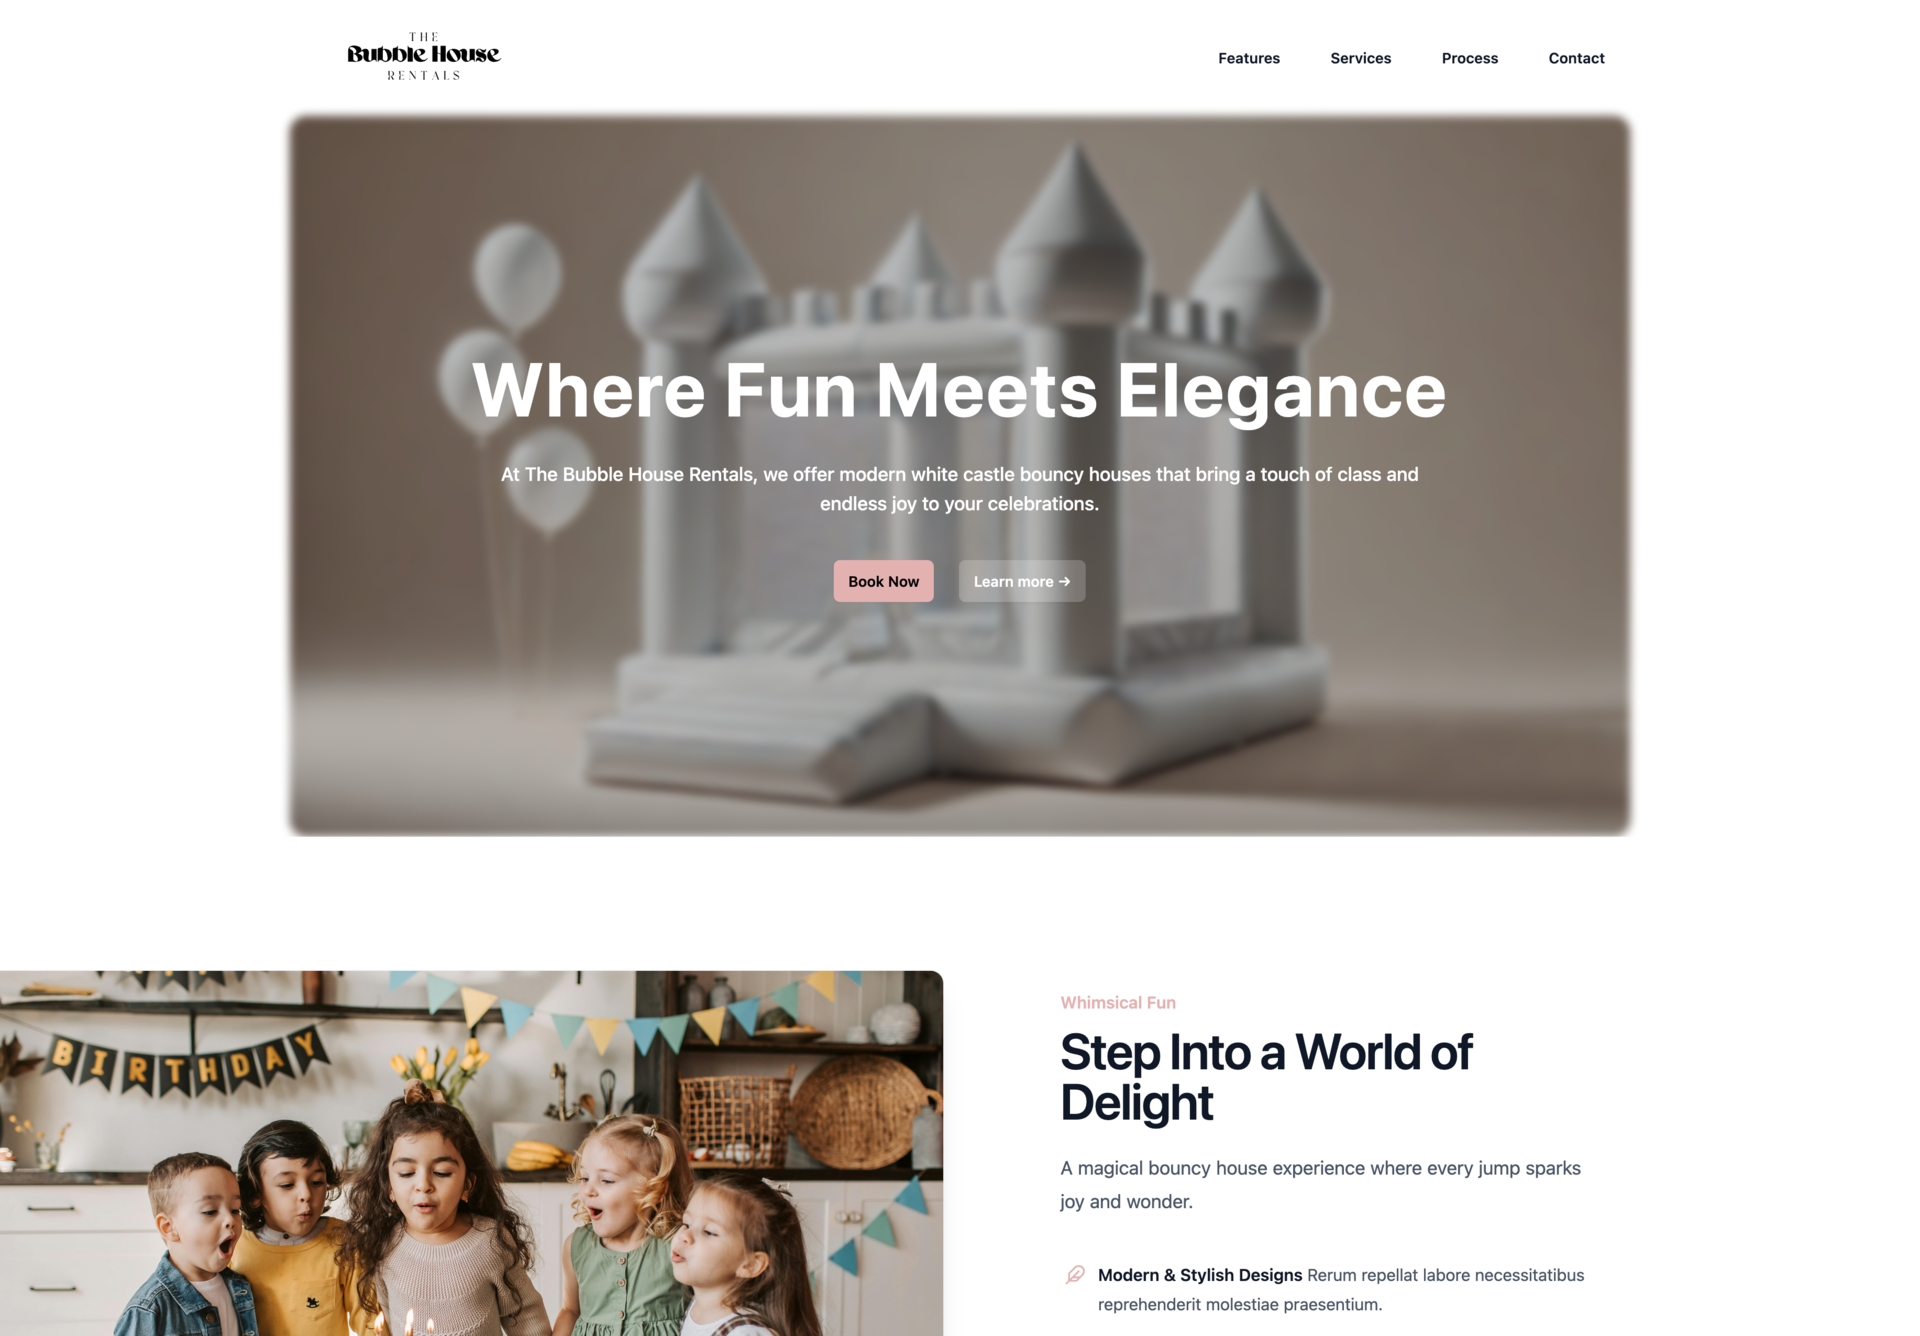 THE
Bubble House
RENTALS
Features Services Process Contact
Where Fun Meets Elegance
At The Bubble House Rentals, we offer modern white castle bouncy houses that bring a touch of class and
endless joy to your celebrations.
Book Now Learn more →
BIRTHDAY
Whimsical Fun
Step Into a World of
Delight
A magical bouncy house experience where every jump sparks
joy and wonder.
Modern & Stylish Designs Rerum repellat labore necessitatibus
reprehenderit molestiae praesentium.